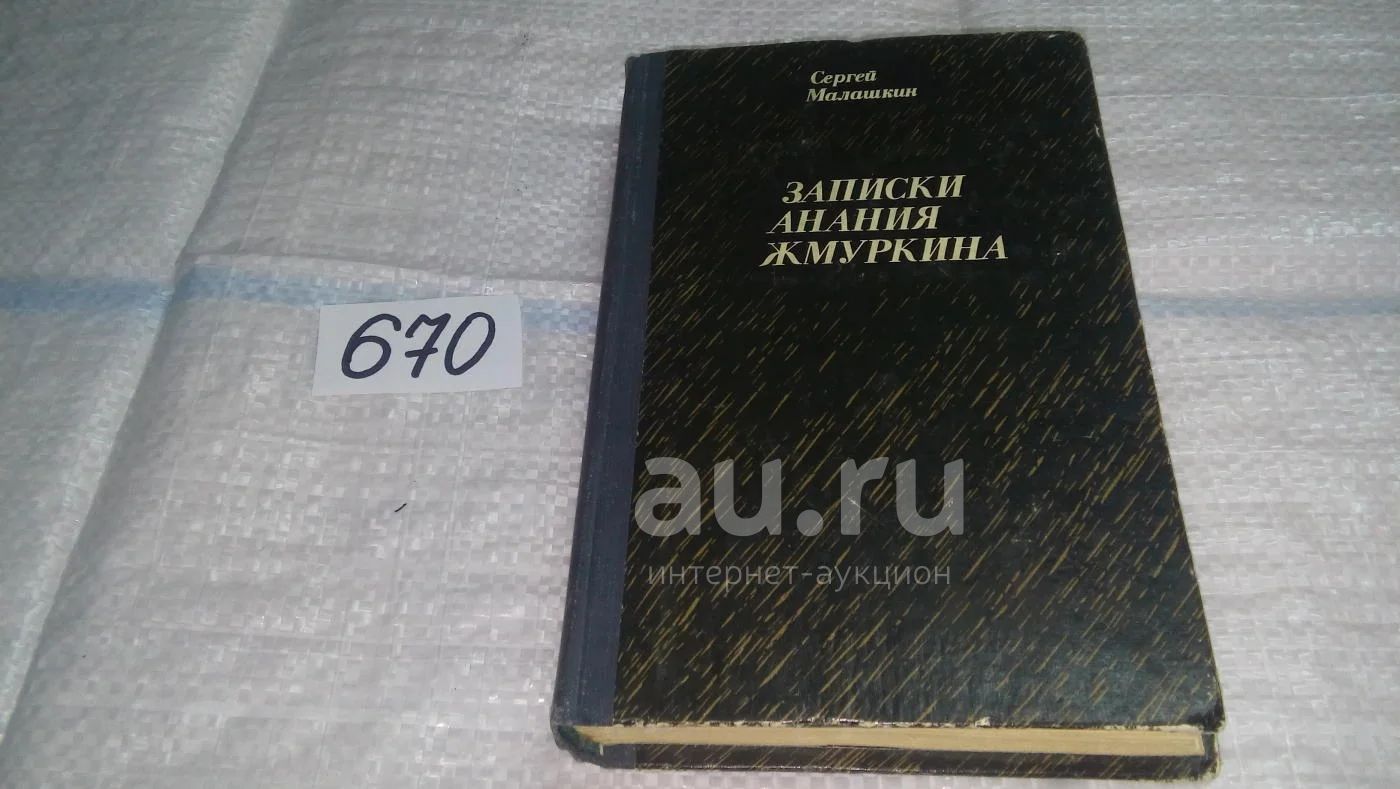 Сергей
Малашкин
ЗАПИСКИ
АНАНИЯ
ЖМУРКИНА
670
au.ru
интернет-аукцион